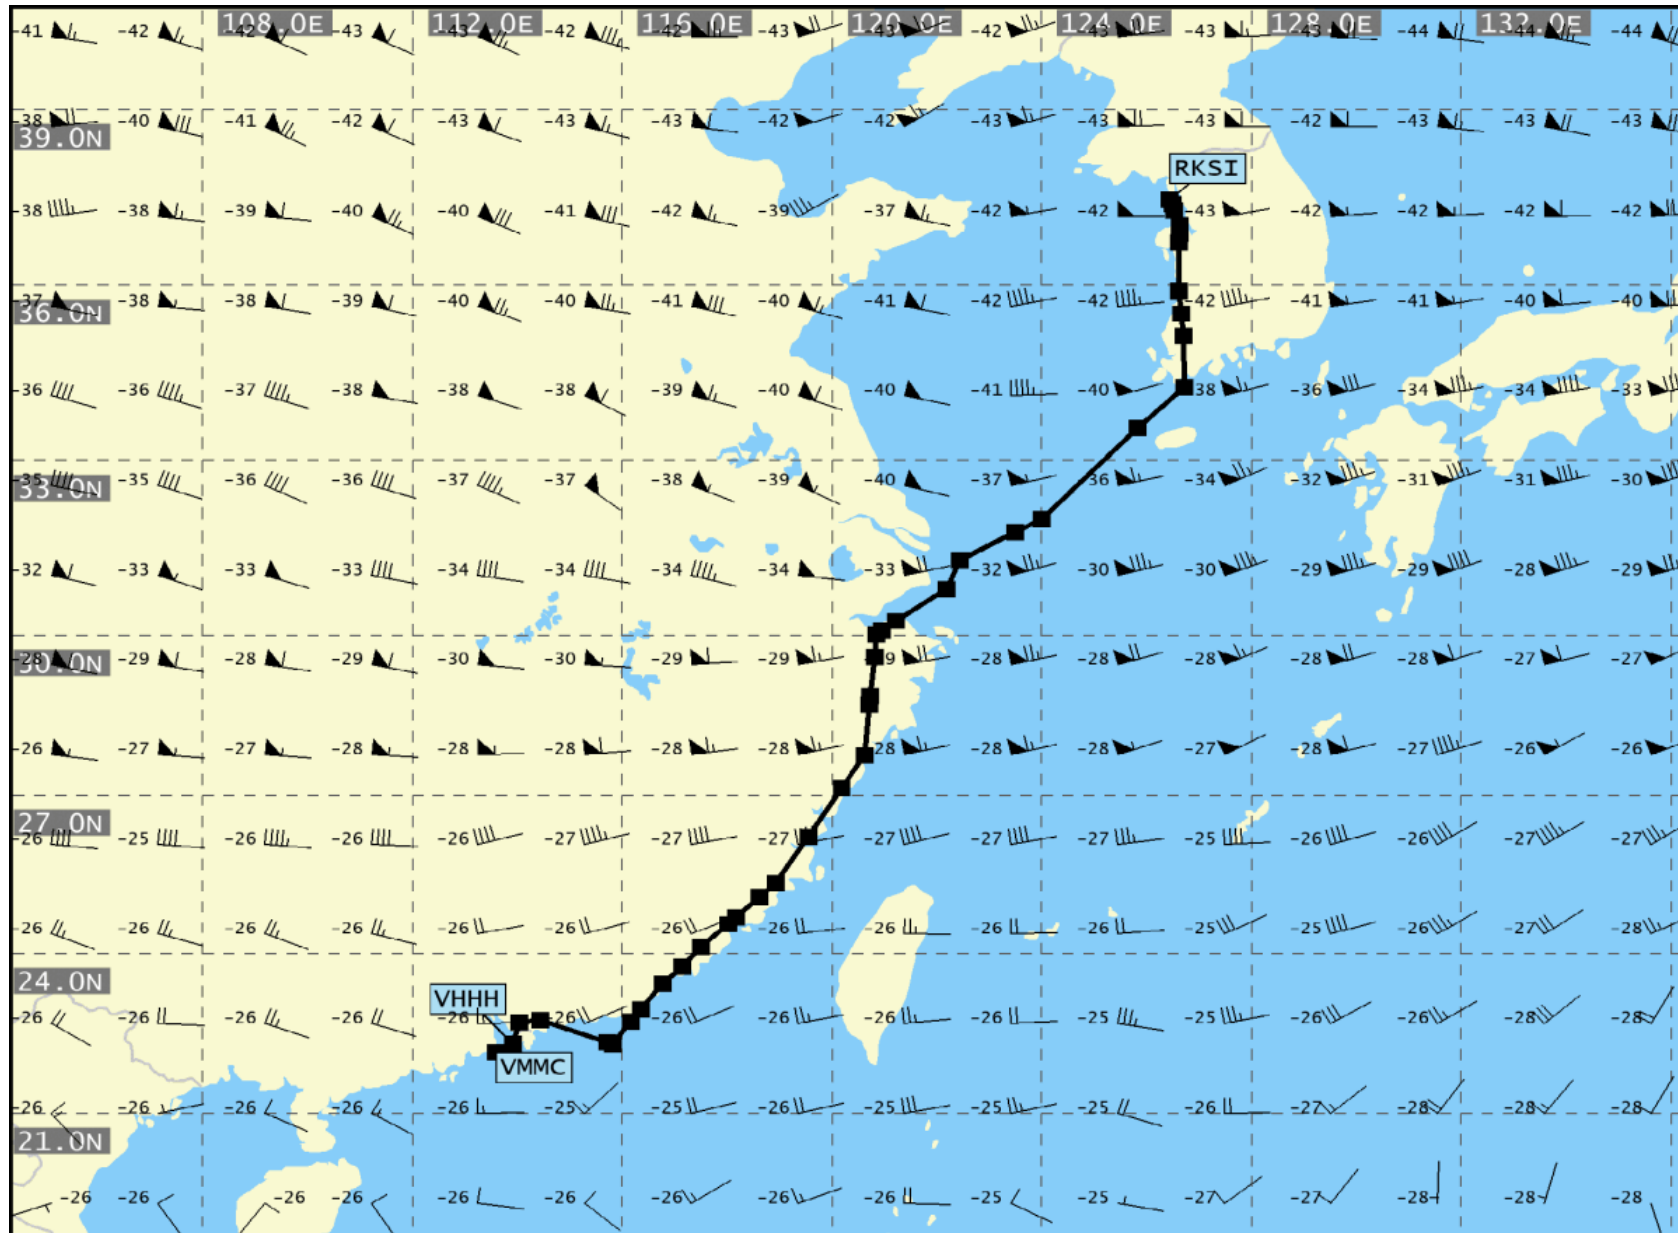 -41 -42 108.0E -42 -43 112.0E -43 -42 116.0E -42 -43 120.0E -43 -42 124.0E -43 -43 128.0E -43 -44 132.0E -44 -44
-38 -40 -41 -42 -43 -43 -43 -42 -42 -43 -43 -43 -42 -43 -43 -43
39.0N
RKSI
-38 -38 -39 -40 -40 -41 -42 -39 -37 -42 -42 -43 -42 -42 -42 -42
-37 -38 -38 -39 -40 -40 -41 -40 -41 -42 -42 -42 -41 -41 -40 -40
36.0N
-36 -36 -37 -38 -38 -38 -39 -40 -40 -41 -40 -38 -36 -34 -34 -33
-35 -35 -36 -36 -37 -37 -38 -39 -40 -37 -36 -34 -32 -31 -31 -30
33.0N
-32 -33 -33 -33 -34 -34 -34 -34 -33 -32 -30 -30 -29 -29 -28 -29
-28 -29 -28 -29 -30 -30 -29 -29 -29 -28 -28 -28 -28 -28 -27 -27
30.0N
-26 -27 -27 -28 -28 -28 -28 -28 -28 -28 -28 -27 -28 -27 -26 -26
27.0N
-26 -25 -26 -26 -26 -27 -27 -27 -27 -27 -27 -25 -26 -26 -27 -27
-26 -26 -26 -26 -26 -26 -26 -26 -26 -26 -26 -25 -25 -26 -27 -28
24.0N
VHHH
-26 -26 -26 -26 -26 -26 -26 -26 -26 -26 -25 -25 -26 -26 -28 -28
VMMC
-26 -26 -26 -26 -26 -25 -25 -26 -25 -25 -25 -26 -27 -28 -28 -28
21.0N
-26 -26 -26 -26 -26 -26 -26 -26 -26 -25 -25 -27 -27 -28 -28 -28